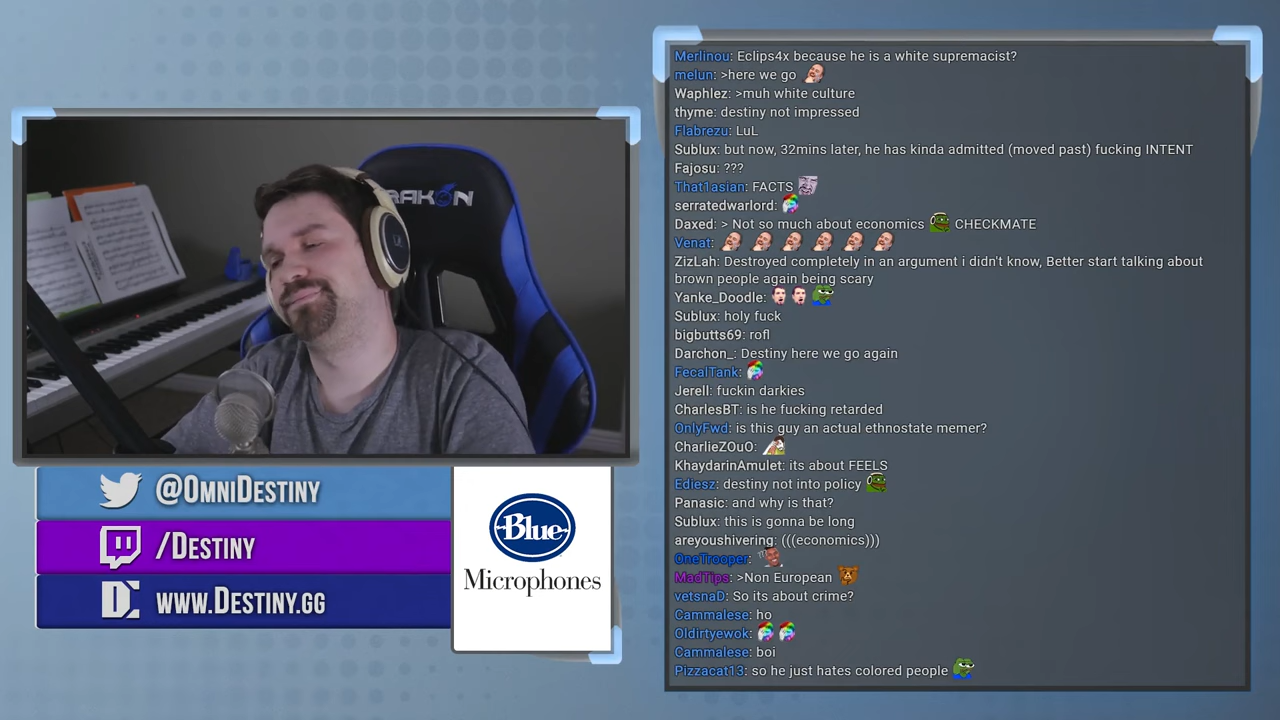 RAKON
@OmniDestiny
/Destiny
www.Destiny.gg
Blue
Microphones
Merlinou: Eclips4x because he is a white supremacist?
melun: >here we go
Waphlez: >muh white culture
thyme: destiny not impressed
Flabrezu: LuL
Sublux: but now, 32mins later, he has kinda admitted (moved past) fucking INTENT
Fajosu: ???
That1asian: FACTS
serratedwarlord:
Daxed: > Not so much about economics CHECKMATE
Venat:
ZizLah: Destroyed completely in an argument i didn't know, Better start talking about
brown people again being scary
Yanke_Doodle:
Sublux: holy fuck
bigbutts69: rofl
Darchon_: Destiny here we go again
FecalTank:
Jerell: fuckin darkies
CharlesBT: is he fucking retarded
OnlyFwd: is this guy an actual ethnostate memer?
CharlieZOuO:
KhaydarinAmulet: its about FEELS
Ediesz: destiny not into policy
Panasic: and why is that?
Sublux: this is gonna be long
areyoushivering: (((economics)))
OneTrooper:
MadTips: >Non European
vetsnaD: So its about crime?
Cammalese: ho
Oldirtyewok:
Cammalese: boi
Pizzacat13: so he just hates colored people